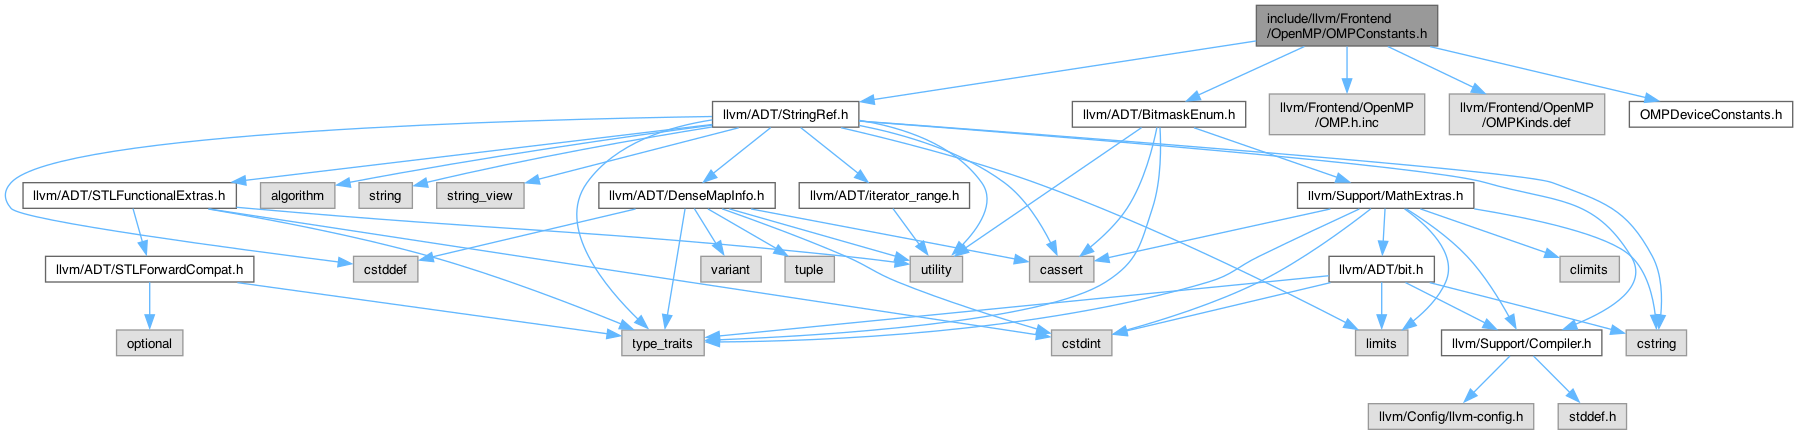 include/llvm/Frontend
/OpenMP/OMPConstants.h
llvm/ADT/StringRef.h
llvm/ADT/BitmaskEnum.h
llvm/Frontend/OpenMP
/OMP.h.inc
llvm/Frontend/OpenMP
/OMPKinds.def
OMPDeviceConstants.h
llvm/ADT/STLFunctionalExtras.h
algorithm
string
string_view
llvm/ADT/DenseMapInfo.h
llvm/ADT/iterator_range.h
llvm/Support/MathExtras.h
llvm/ADT/STLForwardCompat.h
cstddef
variant
tuple
utility
cassert
llvm/ADT/bit.h
climits
optional
type_traits
cstdint
limits
llvm/Support/Compiler.h
cstring
llvm/Config/llvm-config.h
stddef.h